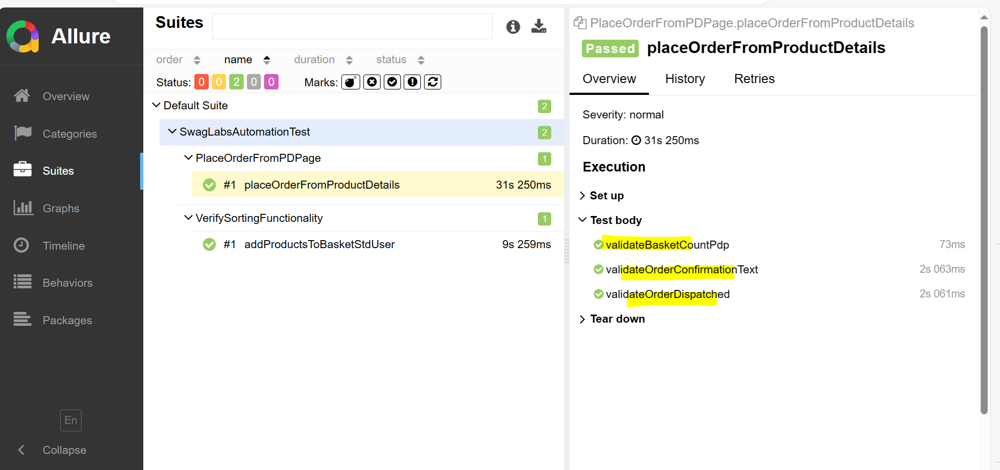 Allure
Overview
Categories
Suites
Graphs
Timeline
Behaviors
Packages
En
Collapse
Suites
order name duration status
Status: 0 0 2 0 0 Marks:
Default Suite 2
SwagLabsAutomationTest 2
PlaceOrderFromPDPage 1
#1 placeOrderFromProductDetails 31s 250ms
VerifySortingFunctionality 1
#1 addProductsToBasketStdUser 9s 259ms
PlaceOrderFromPDPage.placeOrderFromProductDetails
Passed placeOrderFromProductDetails
Overview History Retries
Severity: normal
Duration: 31s 250ms
Execution
Set up
Test body
validateBasketCountPdp 73ms
validateOrderConfirmationText 2s 063ms
validateOrderDispatched 2s 061ms
Tear down